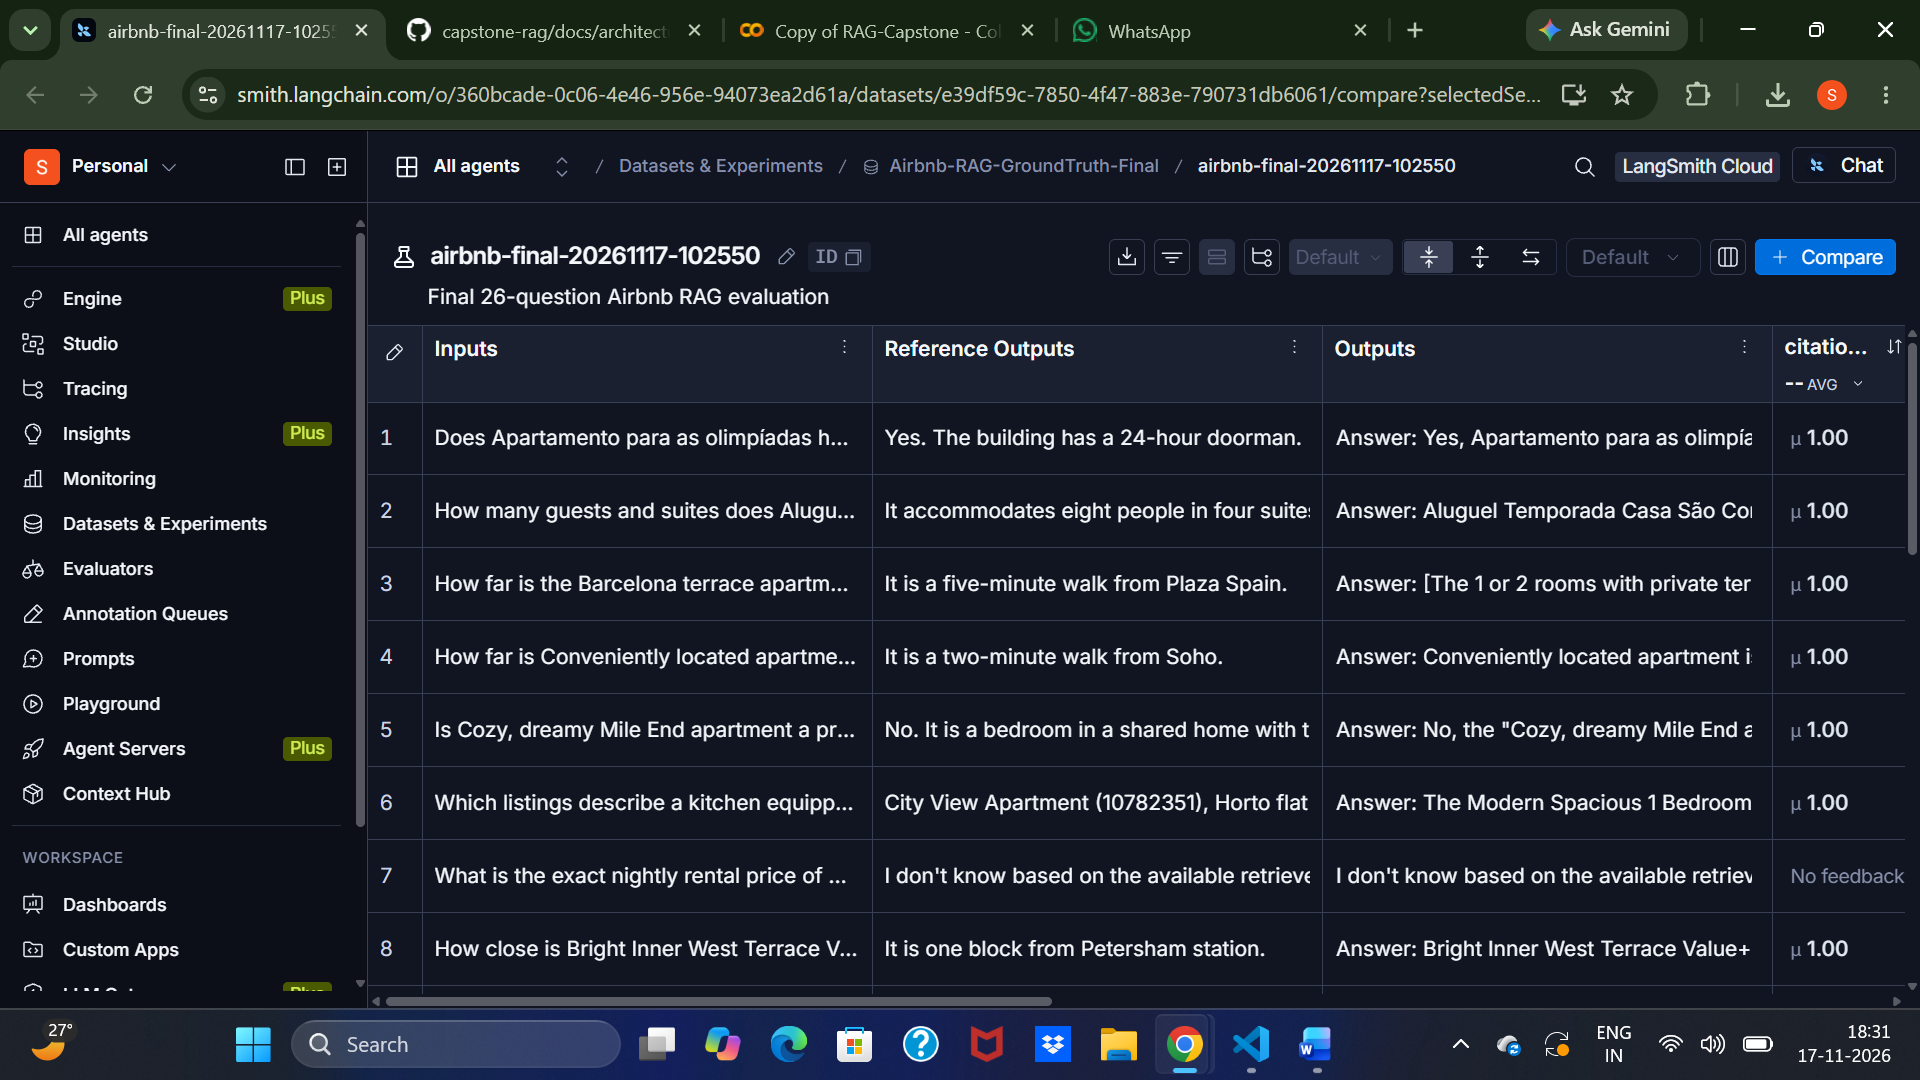 airbnb-final-20261117-1025
capstone-rag/docs/architect
Copy of RAG-Capstone - Co
WhatsApp
Ask Gemini
smith.langchain.com/o/360bcade-0c06-4e46-956e-94073ea2d61a/datasets/e39df59c-7850-4f47-883e-790731db6061/compare?selectedSe...
S
S
Personal
All agents
/
Datasets & Experiments
/
Airbnb-RAG-GroundTruth-Final
/
airbnb-final-20261117-102550
LangSmith Cloud
Chat
All agents
Engine
Plus
Studio
Tracing
Insights
Plus
Monitoring
Datasets & Experiments
Evaluators
Annotation Queues
Prompts
Playground
Agent Servers
Plus
Context Hub
WORKSPACE
Dashboards
Custom Apps
airbnb-final-20261117-102550
ID
Default
Default
Compare
Final 26-question Airbnb RAG evaluation
Inputs
Reference Outputs
Outputs
citatio...
-- AVG
1
Does Apartamento para as olimpíadas h...
Yes. The building has a 24-hour doorman.
Answer: Yes, Apartamento para as olimpía
μ 1.00
2
How many guests and suites does Alugu...
It accommodates eight people in four suites
Answer: Aluguel Temporada Casa São Co
μ 1.00
3
How far is the Barcelona terrace apartm...
It is a five-minute walk from Plaza Spain.
Answer: [The 1 or 2 rooms with private ter
μ 1.00
4
How far is Conveniently located apartme...
It is a two-minute walk from Soho.
Answer: Conveniently located apartment i
μ 1.00
5
Is Cozy, dreamy Mile End apartment a pr...
No. It is a bedroom in a shared home with t
Answer: No, the "Cozy, dreamy Mile End a
μ 1.00
6
Which listings describe a kitchen equipp...
City View Apartment (10782351), Horto flat
Answer: The Modern Spacious 1 Bedroom
μ 1.00
7
What is the exact nightly rental price of ...
I don't know based on the available retrieve
I don't know based on the available retriev
No feedback
8
How close is Bright Inner West Terrace V...
It is one block from Petersham station.
Answer: Bright Inner West Terrace Value+
μ 1.00
27°
Search
ENG
IN
18:31
17-11-2026